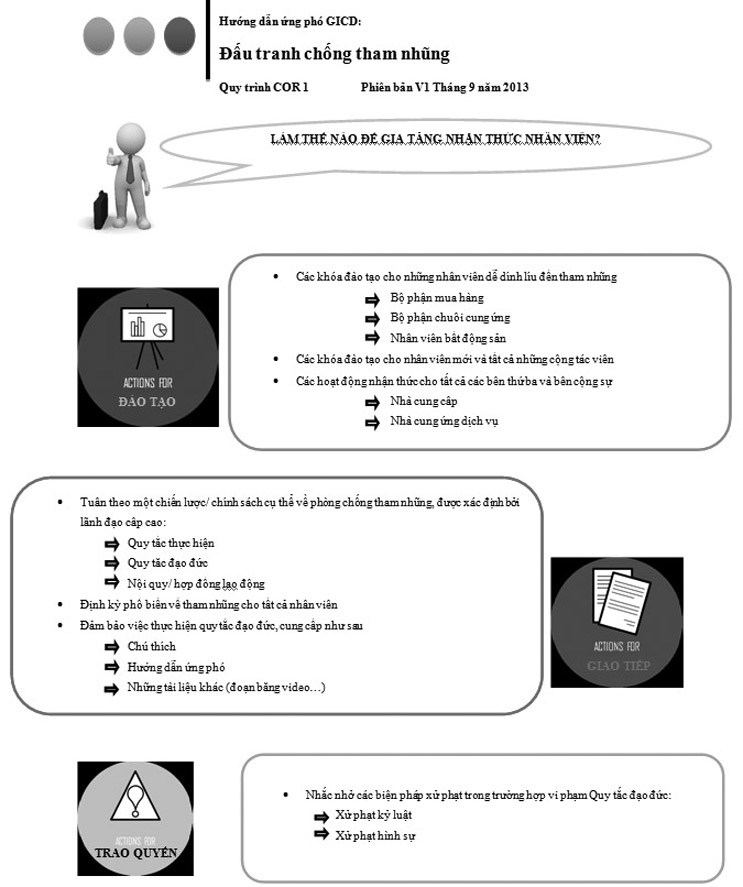 Hướng dẫn ứng phó GICD:
Đấu tranh chống tham nhũng
Quy trình COR 1 Phiên bản V1 Tháng 9 năm 2013
LÀM THẾ NÀO ĐỂ GIA TĂNG NHẬN THỨC NHÂN VIÊN?
• Các khóa đào tạo cho những nhân viên dễ dính líu đến tham nhũng
Bộ phận mua hàng
Bộ phận chuỗi cung ứng
Nhân viên bất động sản
• Các khóa đào tạo cho nhân viên mới và tất cả những cộng tác viên
• Các hoạt động nhận thức cho tất cả các bên thứ ba và bên cộng sự
Nhà cung cấp
Nhà cung ứng dịch vụ
ACTIONS FOR
ĐÀO TẠO
• Tuân theo một chiến lược/ chính sách cụ thể về phòng chống tham nhũng, được xác định bởi
lãnh đạo cấp cao:
Quy tắc thực hiện
Quy tắc đạo đức
Nội quy/ hợp đồng lao động
• Định kỳ phổ biến về tham nhũng cho tất cả nhân viên
• Đảm bảo việc thực hiện quy tắc đạo đức, cung cấp như sau
Chú thích
Hướng dẫn ứng phó
Những tài liệu khác (đoạn băng video…)
ACTIONS FOR
GIAO TIẾP
• Nhắc nhở các biện pháp xử phạt trong trường hợp vi phạm Quy tắc đạo đức:
Xử phạt kỷ luật
Xử phạt hình sự
ACTIONS FOR
TRAO QUYỀN